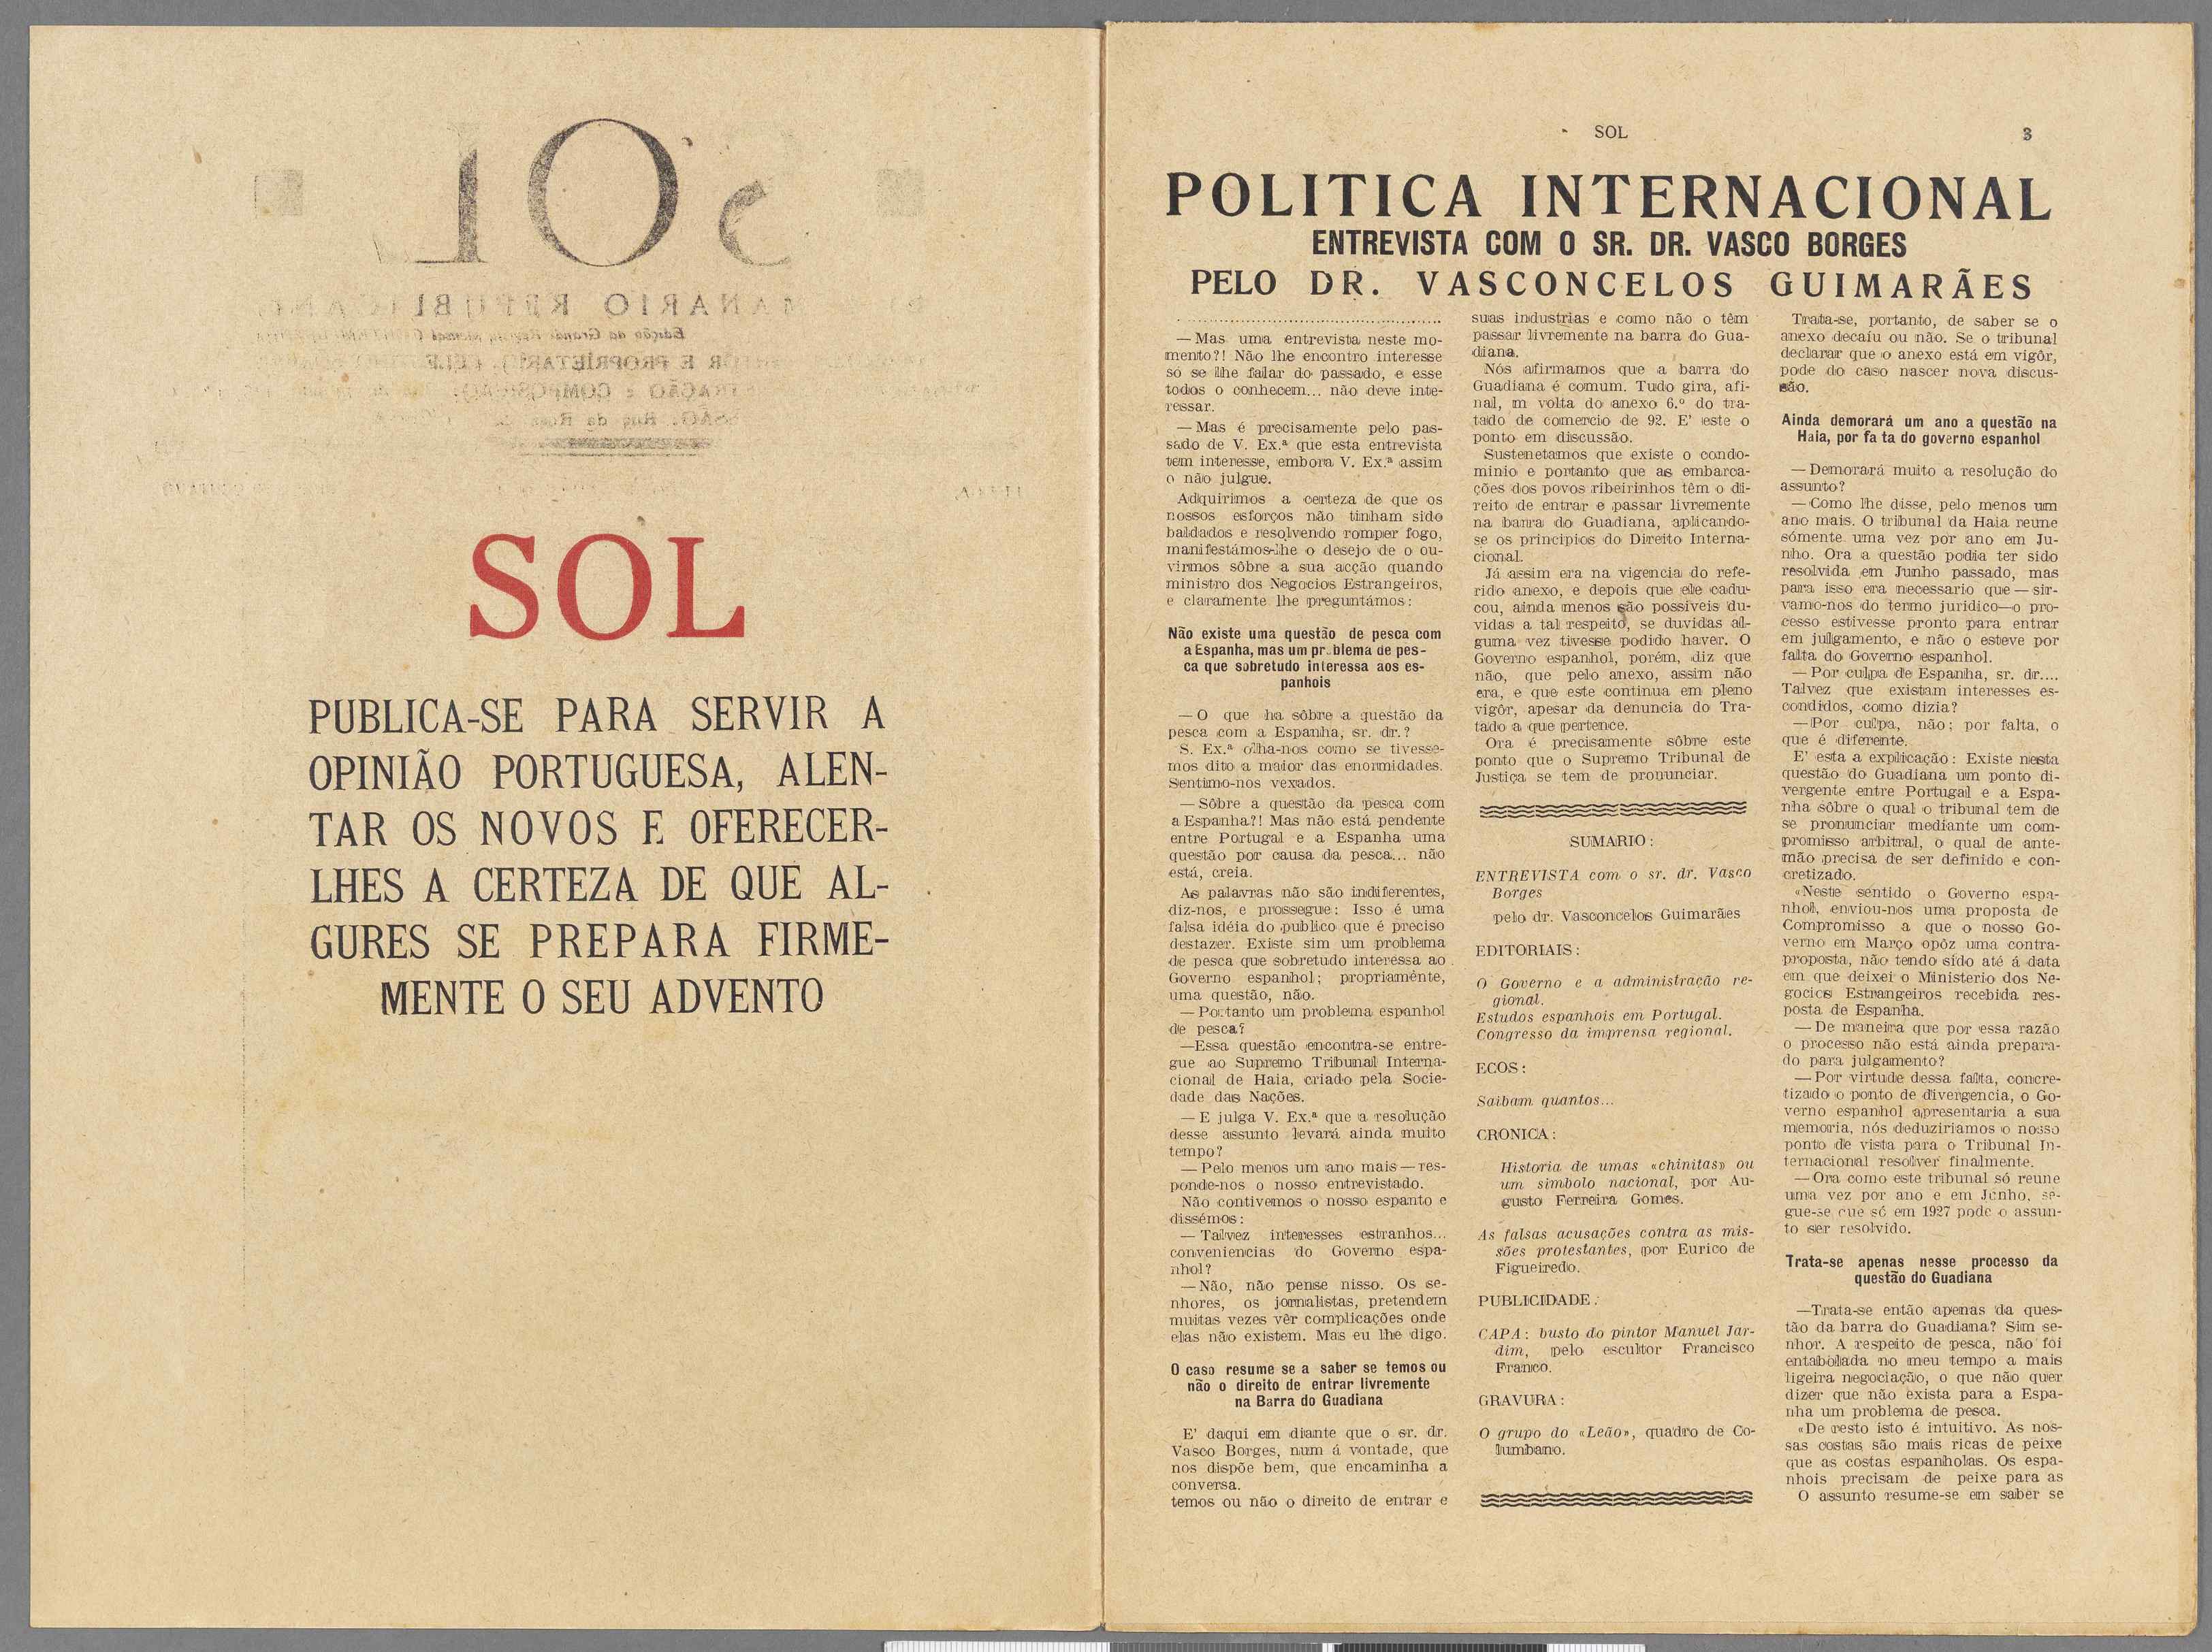 SOL
PUBLICA-SE PARA SERVIR A
OPINIÃO PORTUGUESA, ALEN-
TAR OS NOVOS E OFERECER-
LHES A CERTEZA DE QUE AL-
GURES SE PREPARA FIRME-
MENTE O SEU ADVENTO
SOL
3
POLITICA INTERNACIONAL
ENTREVISTA COM O SR. DR. VASCO BORGES
PELO DR. VASCONCELOS GUIMARÃES
— Mas uma entrevista neste mo-
mento?! Não lhe encontro interesse
só se lhe falar do passado, e esse
todos o conhecem... não deve inte-
ressar.
— Mas é precisamente pelo pas-
sado de V. Ex.ª que esta entrevista
tem interesse, embora V. Ex.ª assim
o não julgue.
Adquirimos a certeza de que os
nossos esforços não tinham sido
baldados e resolvendo romper fogo,
manifestámos-lhe o desejo de o ou-
virmos sôbre a sua acção quando
ministro dos Negocios Estrangeiros,
e claramente lhe preguntámos:
Não existe uma questão de pesca com
a Espanha, mas um pr blema de pes-
ca que sobretudo interessa aos es-
panhois
— O que ha sôbre a questão da
pesca com a Espanha, sr. dr.?
S. Ex.ª olha-nos como se tivesse-
mos dito a maior das enormidades.
Sentimo-nos vexados.
— Sôbre a questão da pesca com
a Espanha?! Mas não está pendente
entre Portugal e a Espanha uma
questão por causa da pesca... não
está, creia.
As palavras não são indiferentes,
diz-nos, e prossegue: Isso é uma
falsa idéia do publico que é preciso
destazer. Existe sim um problema
de pesca que sobretudo interessa ao
Governo espanhol; propriamente,
uma questão, não.
— Portanto um problema espanhol
de pesca?
—Essa questão encontra-se entre-
gue ao Supremo Tribunal Interna-
cional de Haia, criado pela Socie-
dade das Nações.
— E julga V. Ex.ª que a resolução
desse assunto levará ainda muito
tempo?
— Pelo menos um ano mais — res-
ponde-nos o nosso entrevistado.
Não contivemos o nosso espanto e
dissémos:
— Talvez interesses estranhos...
conveniencias do Governo espa-
nhol?
— Não, não pense nisso. Os se-
nhores, os jornalistas, pretendem
muitas vezes vêr complicações onde
elas não existem. Mas eu lhe digo.
O caso resume se a saber se temos ou
não o direito de entrar livremente
na Barra do Guadiana
E' daqui em diante que o sr. dr.
Vasco Borges, num á vontade, que
nos dispõe bem, que encaminha a
conversa.
temos ou não o direito de entrar e
suas industrias e como não o têm
passar livremente na barra do Gua-
diana.
Nós afirmamos que a barra do
Guadiana é comum. Tudo gira, afi-
nal, m volta do anexo 6.º do tra-
tado de comercio de 92. E' este o
ponto em discussão.
Sustenetamos que existe o condo-
minio e portanto que as embarca-
ções dos povos ribeirinhos têm o di-
reito de entrar e passar livremente
na barra do Guadiana, aplicando-
se os principios do Direito Interna-
cional.
Já assim era na vigencia do refe-
rido anexo, e depois que ele cadu-
cou, ainda menos são possiveis du-
vidas a tal respeito, se duvidas al-
guma vez tivesse podido haver. O
Governo espanhol, porém, diz que
não, que pelo anexo, assim não
era, e que este continua em pleno
vigôr, apesar da denuncia do Tra-
tado a que pertence.
Ora é precisamente sôbre este
ponto que o Supremo Tribunal de
Justiça se tem de pronunciar.
SUMARIO:
ENTREVISTA com o sr. dr. Vasco
Borges
pelo dr. Vasconcelos Guimarães
EDITORIAIS:
O Governo e a administração re-
gional.
Estudos espanhois em Portugal.
Congresso da imprensa regional.
ECOS:
Saibam quantos...
CRONICA:
Historia de umas «chinitas» ou
um simbolo nacional, por Au-
gusto Ferreira Gomes.
As falsas acusações contra as mis-
sões protestantes, por Eurico de
Figueiredo.
PUBLICIDADE:
CAPA: busto do pintor Manuel Jar-
dim, pelo escultor Francisco
Franco.
GRAVURA:
O grupo do «Leão», quadro de Co-
lumbano.
Trata-se, portanto, de saber se o
anexo decaíu ou não. Se o tribunal
declarar que o anexo está em vigôr,
pode do caso nascer nova discus-
são.
Ainda demorará um ano a questão na
Haia, por fa ta do governo espanhol
— Demorará muito a resolução do
assunto?
— Como lhe disse, pelo menos um
ano mais. O tribunal da Haia reune
sómente uma vez por ano em Ju-
nho. Ora a questão podia ter sido
resolvida em Junho passado, mas
para isso era necessario que — sir-
vamo-nos do termo jurídico—o pro-
cesso estivesse pronto para entrar
em julgamento, e não o esteve por
falta do Governo espanhol.
— Por culpa de Espanha, sr. dr....
Talvez que existam interesses es-
condidos, como dizia?
— Por culpa, não; por falta, o
que é diferente.
E' esta a explicação: Existe nesta
questão do Guadiana um ponto di-
vergente entre Portugal e a Espa-
nha sôbre o qual o tribunal tem de
se pronunciar mediante um com-
promisso arbitral, o qual de ante-
mão precisa de ser definido e con-
cretizado.
«Neste sentido o Governo espa-
nhol, enviou-nos uma proposta de
Compromisso a que o nosso Go-
verno em Março opôz uma contra-
proposta, não tendo sido até á data
em que deixei o Ministerio dos Ne-
gocios Estrangeiros recebida res-
posta de Espanha.
— De maneira que por essa razão
o processo não está ainda prepara-
do para julgamento?
— Por virtude dessa falta, concre-
tizado o ponto de divergencia, o Go-
verno espanhol apresentaria a sua
memoria, nós deduziriamos o nosso
ponto de vista para o Tribunal In-
ternacional resolver finalmente.
— Ora como este tribunal só reune
uma vez por ano e em Junho, se-
gue-se que só em 1927 pode o assun-
to ser resolvido.
Trata-se apenas nesse processo da
questão do Guadiana
—Trata-se então apenas da ques-
tão da barra do Guadiana? Sim se-
nhor. A respeito de pesca, não foi
entabolada no meu tempo a mais
ligeira negociação, o que não quer
dizer que não exista para a Espa-
nha um problema de pesca.
«De resto isto é intuitivo. As nos-
sas costas são mais ricas de peixe
que as costas espanholas. Os espa-
nhois precisam de peixe para as
O assunto resume-se em saber se